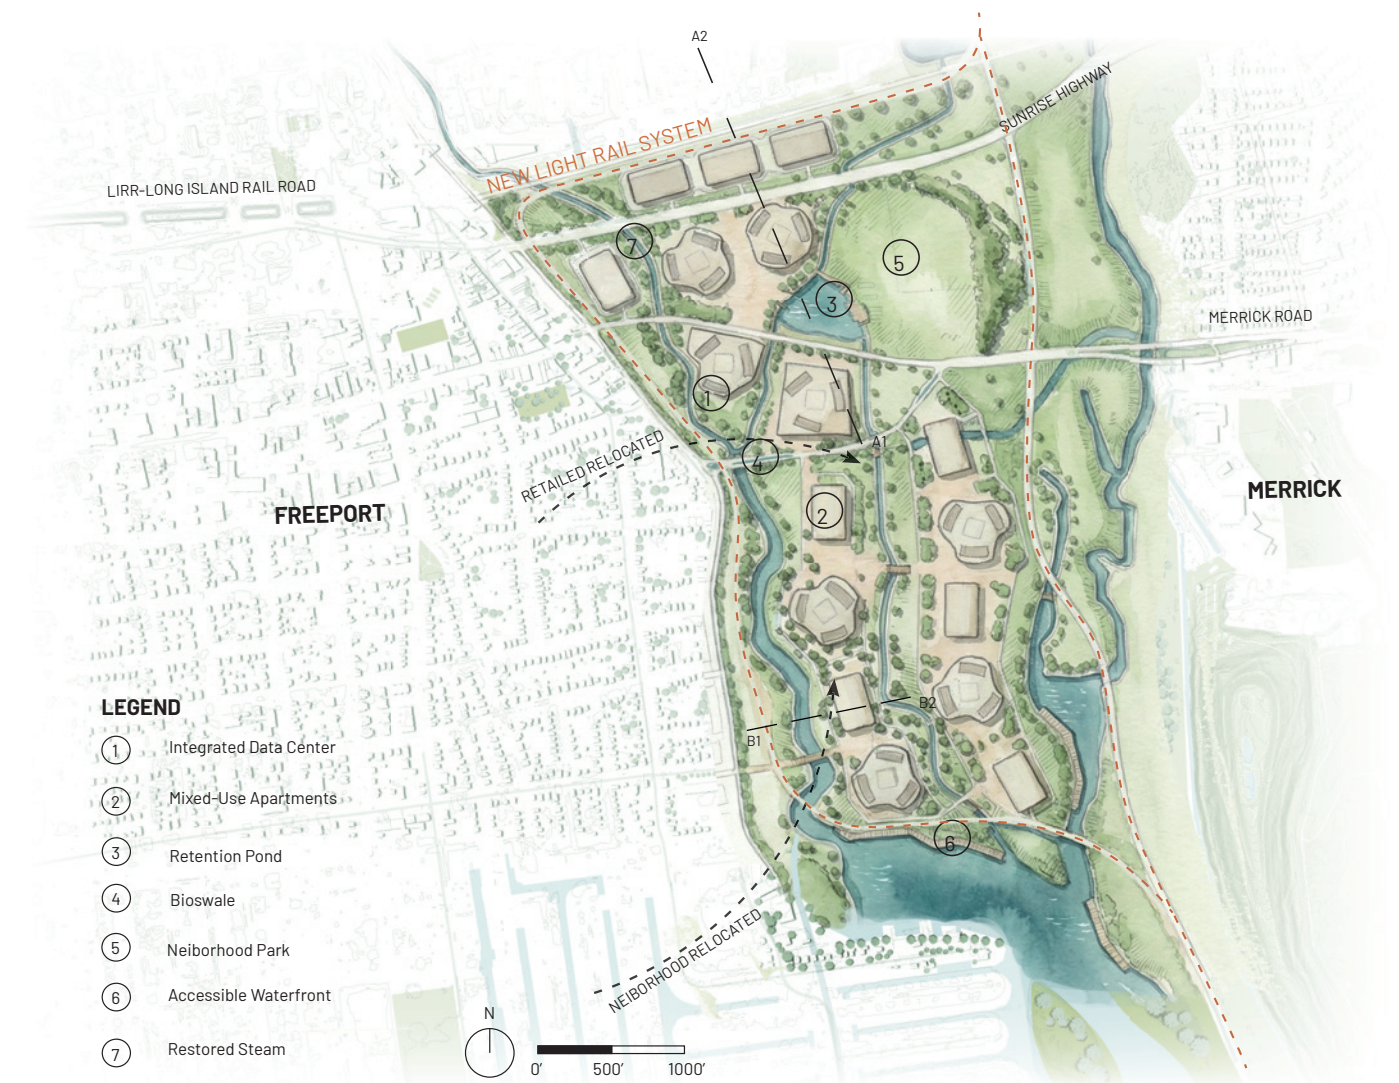 A2
SUNRISE HIGHWAY
NEW LIGHT RAIL SYSTEM
LIRR-LONG ISLAND RAIL ROAD
7
5
3
MERRICK ROAD
1
A1
RETAILED RELOCATED
4
MERRICK
FREEPORT
2
B2
B1
6
NEIBORHOOD RELOCATED
LEGEND
1 Integrated Data Center
2 Mixed-Use Apartments
3 Retention Pond
4 Bioswale
5 Neiborhood Park
6 Accessible Waterfront
7 Restored Steam
N
0' 500' 1000'